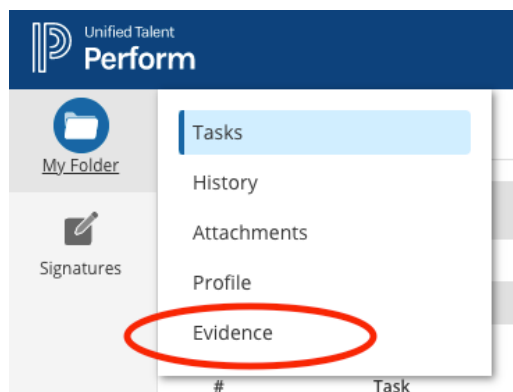 Unified Talent
Perform
My Folder
Signatures
Tasks
History
Attachments
Profile
Evidence
# Task